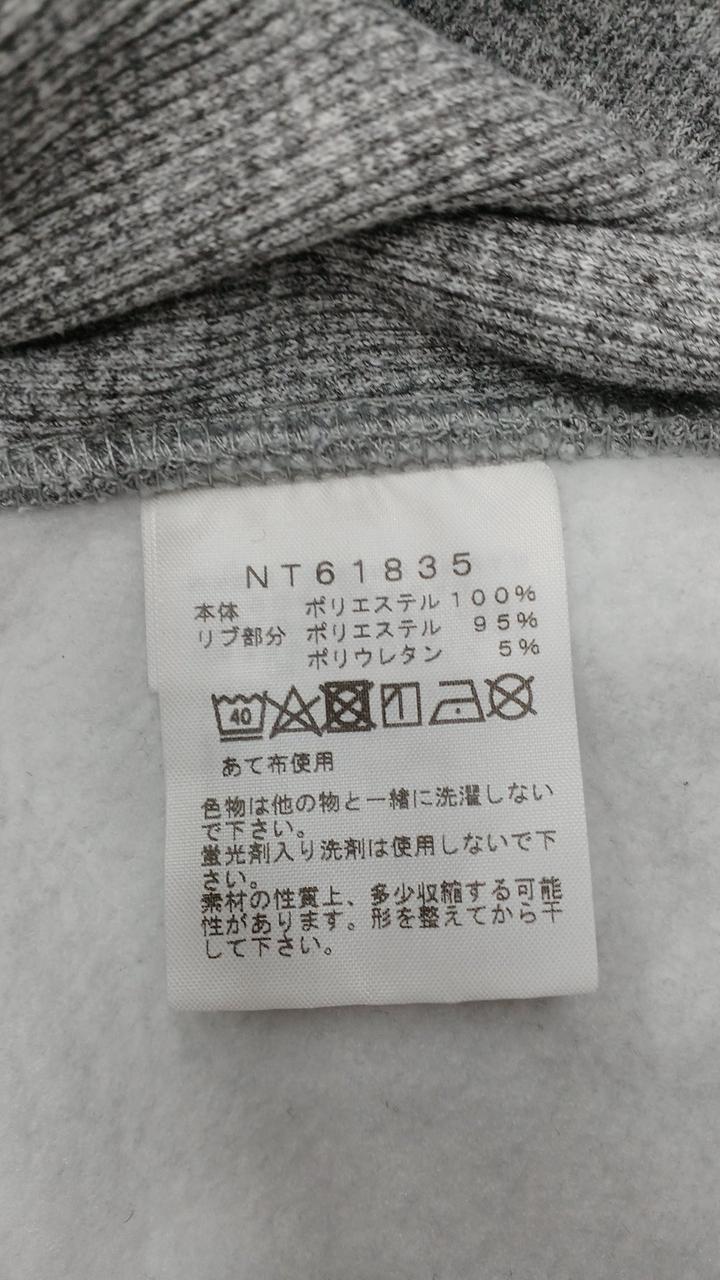 NT61835
本体 ポリエステル 100%
リブ部分 ポリエステル 95%
ポリウレタン 5%
40
あて布使用
色物は他の物と一緒に洗濯しない
で下さい。
蛍光剤入り洗剤は使用しないで下
さい。
素材の性質上、多少収縮する可能
性があります。形を整えてから干
して下さい。